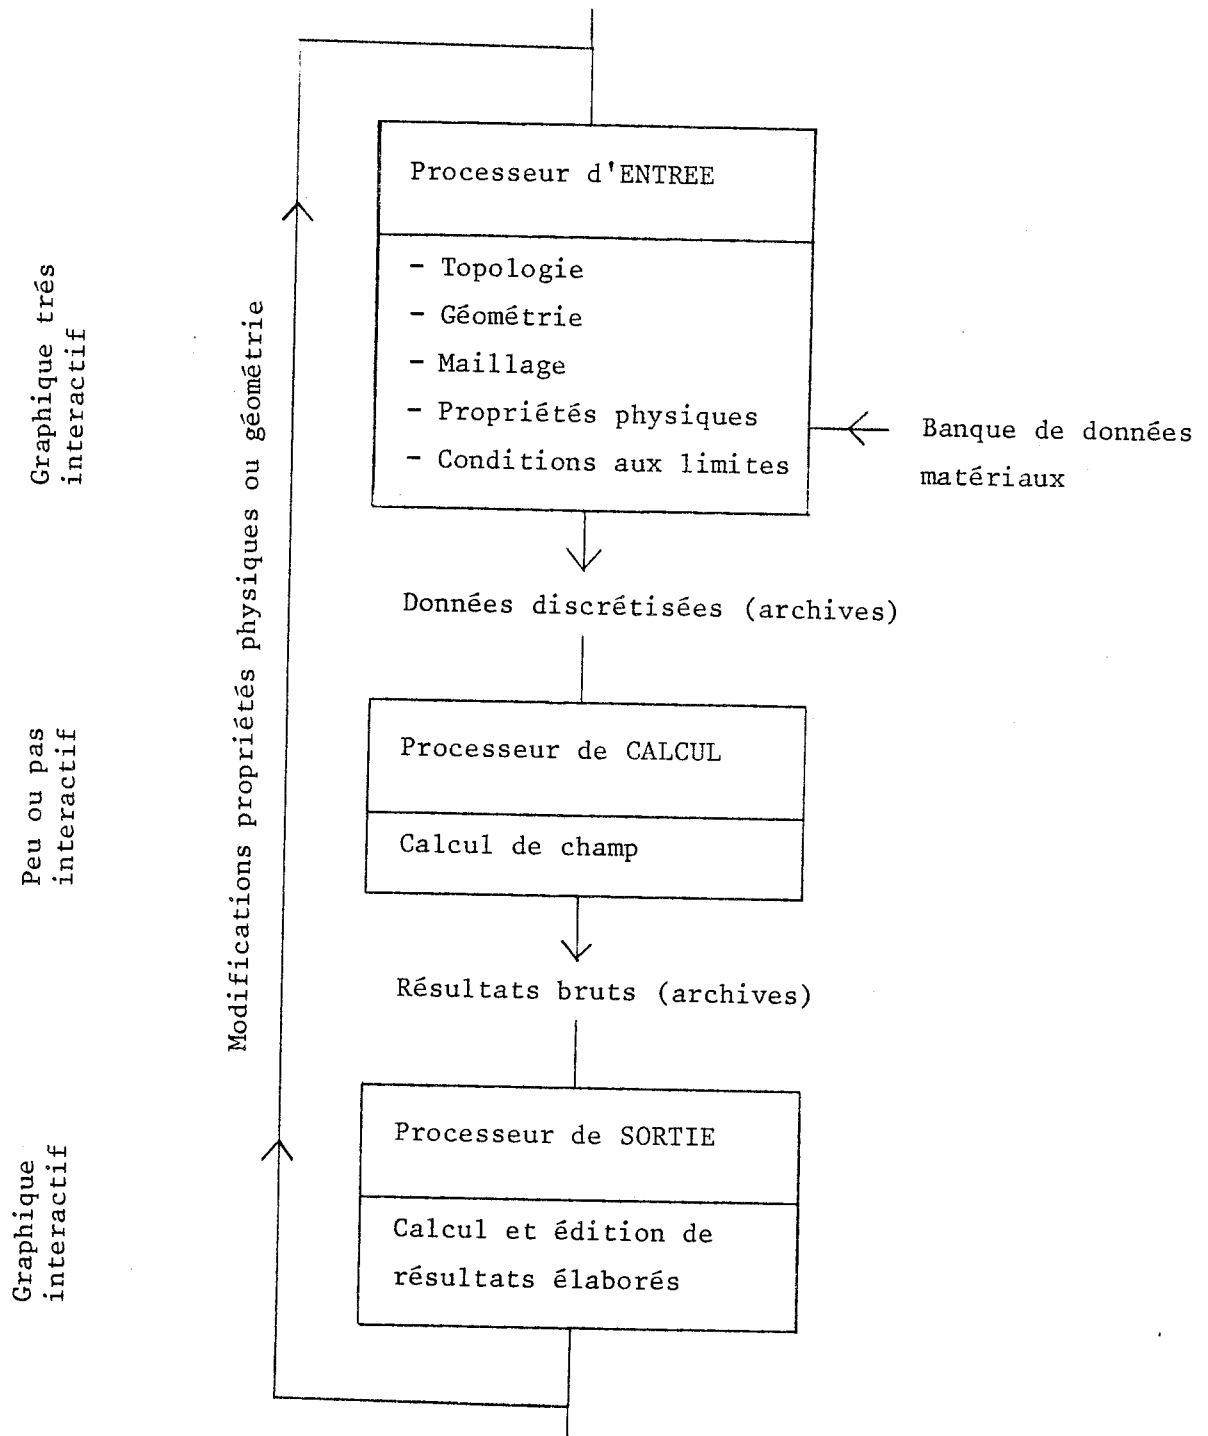 Processeur d'ENTREE
- Topologie
- Géométrie
- Maillage
- Propriétés physiques
- Conditions aux limites
Banque de données
matériaux
Données discrétisées (archives)
Processeur de CALCUL
Calcul de champ
Résultats bruts (archives)
Processeur de SORTIE
Calcul et édition de
résultats élaborés
Modifications propriétés physiques ou géométrie
Graphique trés
interactif
Peu ou pas
interactif
Graphique
interactif